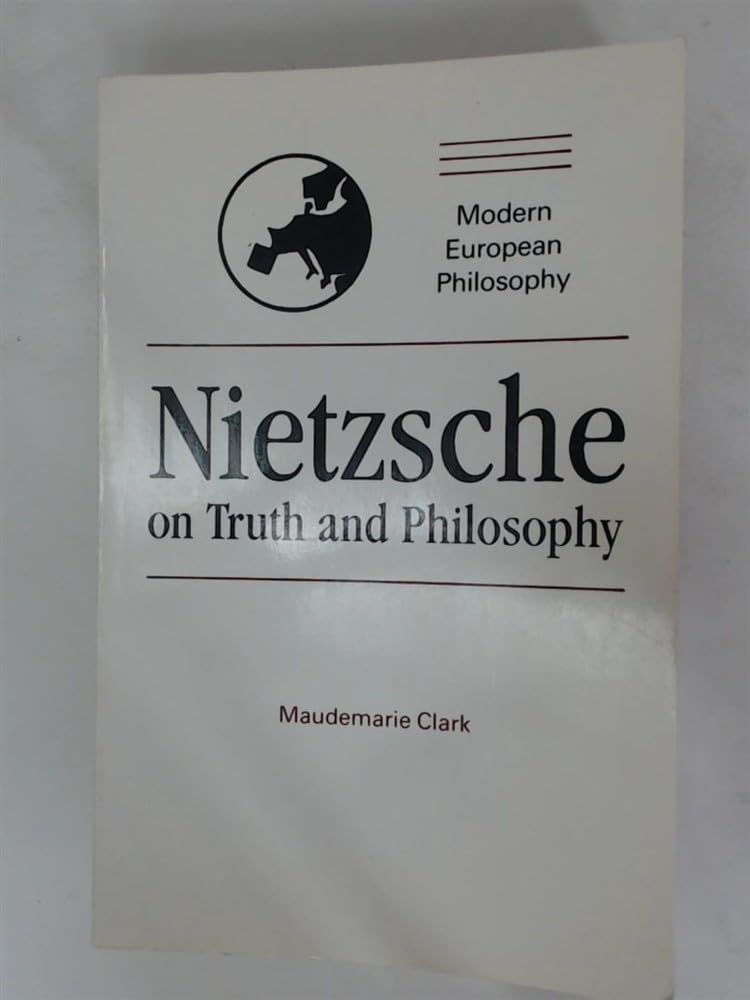 Modern
European
Philosophy
Nietzsche
on Truth and Philosophy
Maudemarie Clark